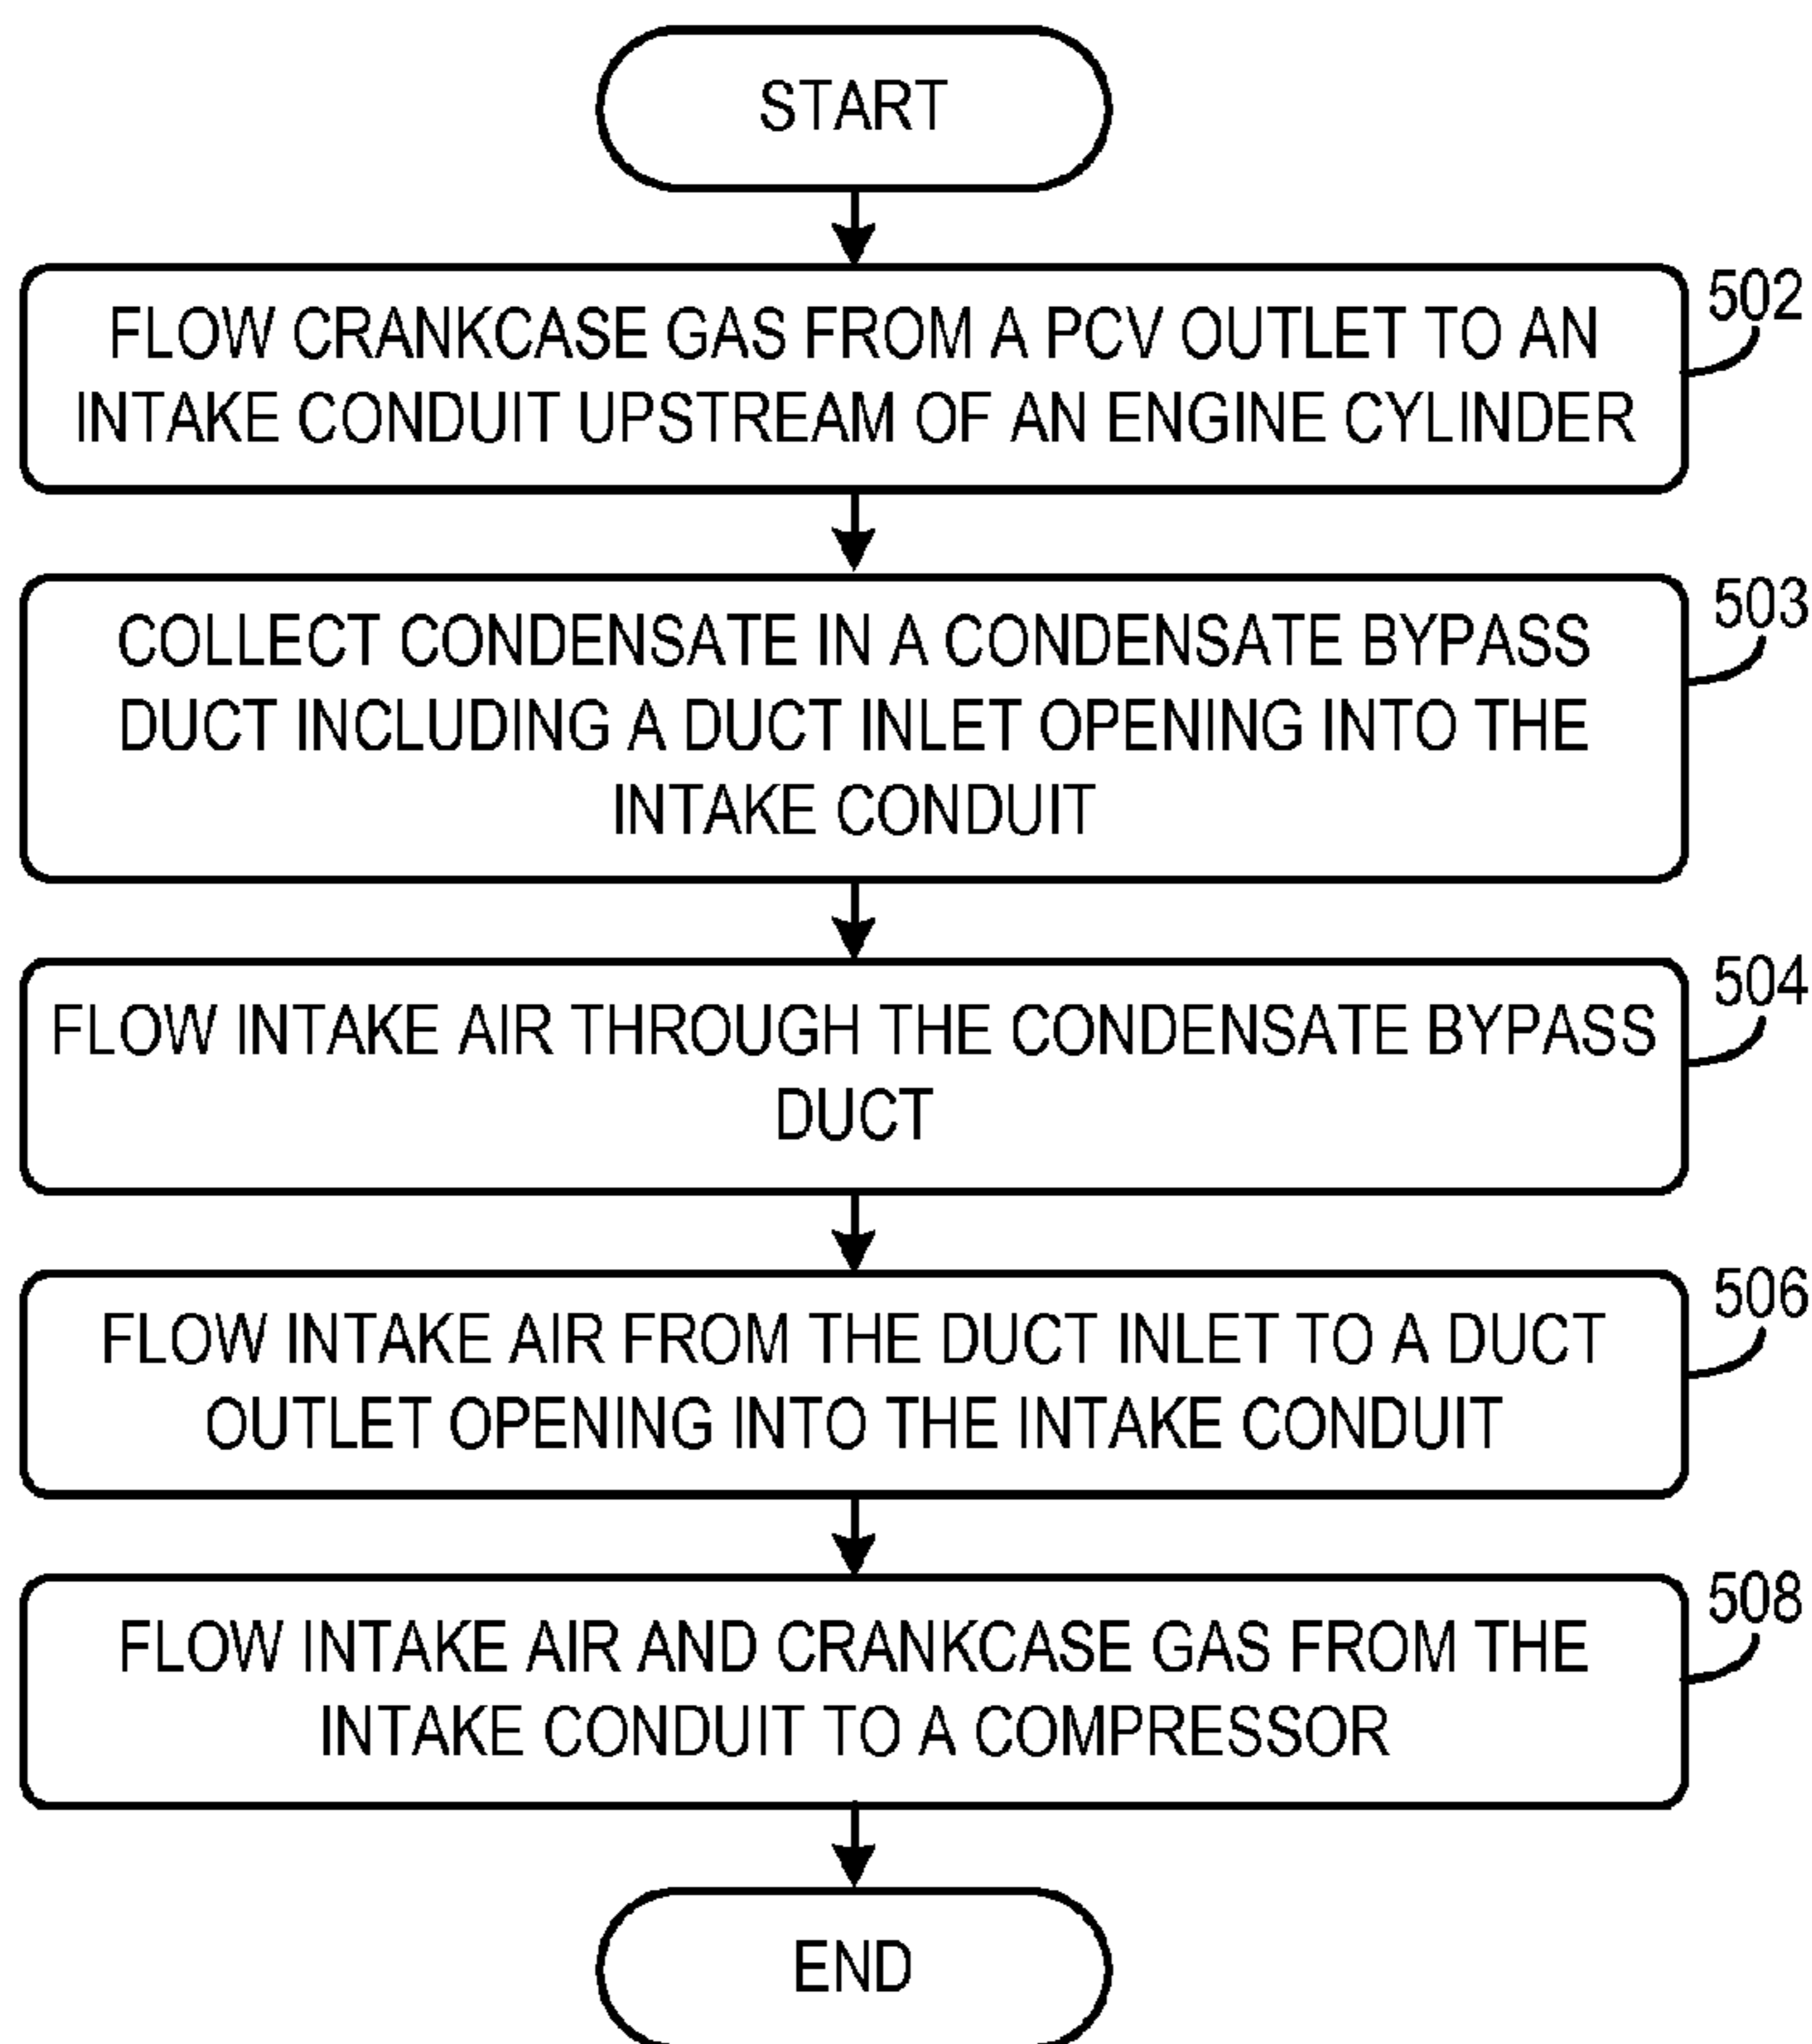 START
FLOW CRANKCASE GAS FROM A PCV OUTLET TO AN
INTAKE CONDUIT UPSTREAM OF AN ENGINE CYLINDER
502
COLLECT CONDENSATE IN A CONDENSATE BYPASS
DUCT INCLUDING A DUCT INLET OPENING INTO THE
INTAKE CONDUIT
503
FLOW INTAKE AIR THROUGH THE CONDENSATE BYPASS
DUCT
504
FLOW INTAKE AIR FROM THE DUCT INLET TO A DUCT
OUTLET OPENING INTO THE INTAKE CONDUIT
506
FLOW INTAKE AIR AND CRANKCASE GAS FROM THE
INTAKE CONDUIT TO A COMPRESSOR
508
END